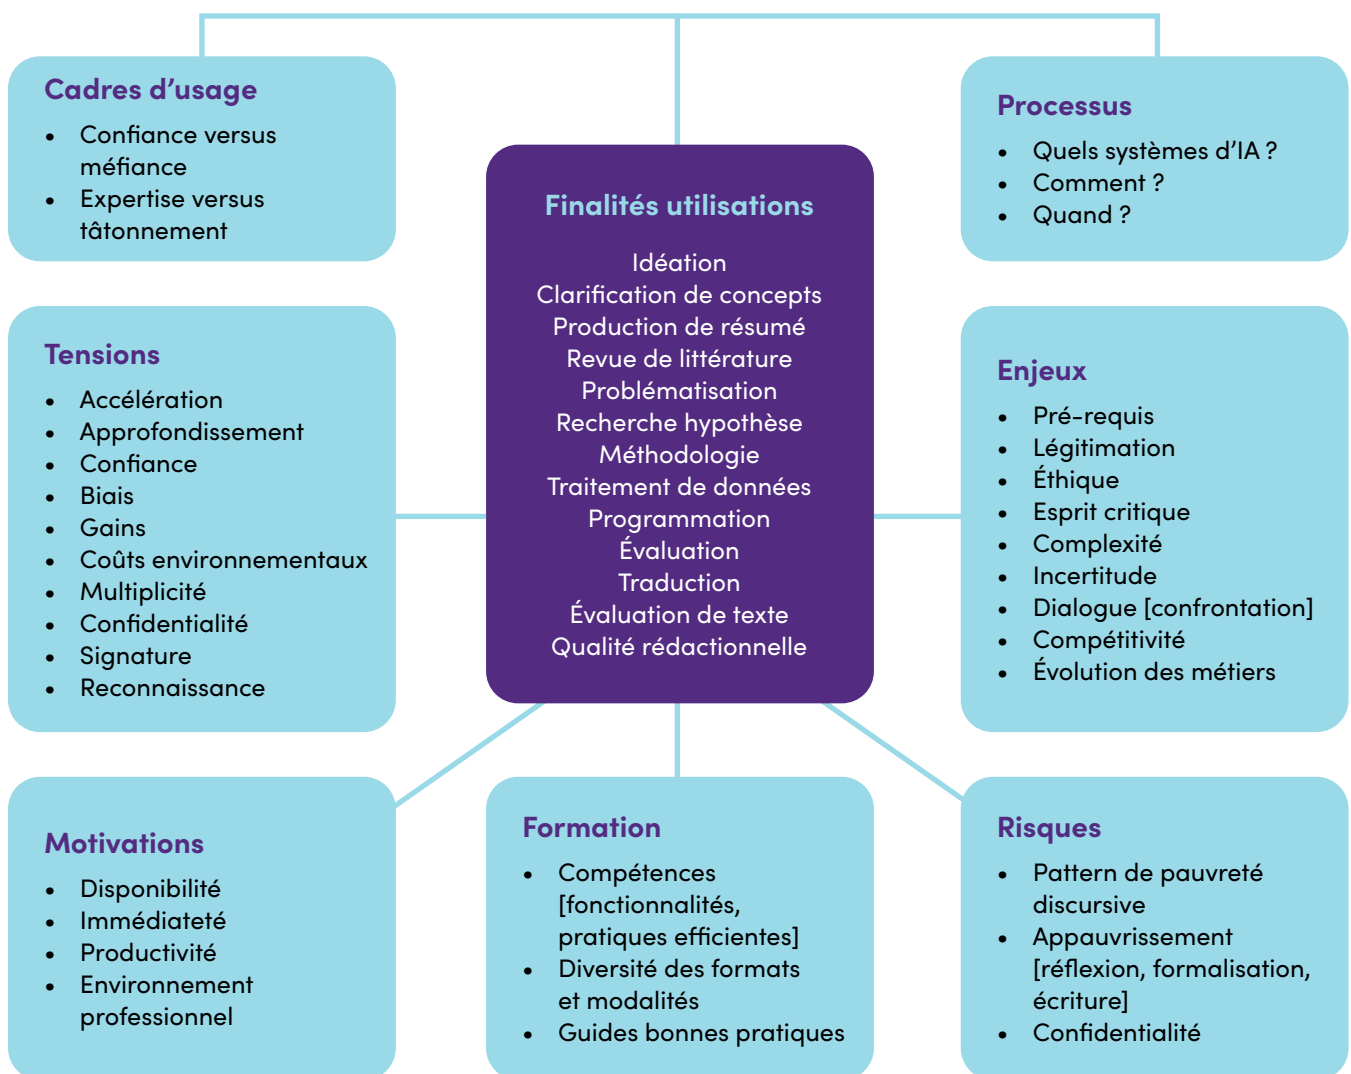 Cadres d’usage
• Confiance versus
méfiance
• Expertise versus
tâtonnement
Processus
• Quels systèmes d’IA ?
• Comment ?
• Quand ?
Finalités utilisations
Idéation
Clarification de concepts
Production de résumé
Revue de littérature
Problématisation
Recherche hypothèse
Méthodologie
Traitement de données
Programmation
Évaluation
Traduction
Évaluation de texte
Qualité rédactionnelle
Tensions
• Accélération
• Approfondissement
• Confiance
• Biais
• Gains
• Coûts environnementaux
• Multiplicité
• Confidentialité
• Signature
• Reconnaissance
Enjeux
• Pré-requis
• Légitimation
• Éthique
• Esprit critique
• Complexité
• Incertitude
• Dialogue [confrontation]
• Compétitivité
• Évolution des métiers
Motivations
• Disponibilité
• Immédiateté
• Productivité
• Environnement
professionnel
Formation
• Compétences
[fonctionnalités,
pratiques efficientes]
• Diversité des formats
et modalités
• Guides bonnes pratiques
Risques
• Pattern de pauvreté
discursive
• Appauvrissement
[réflexion, formalisation,
écriture]
• Confidentialité